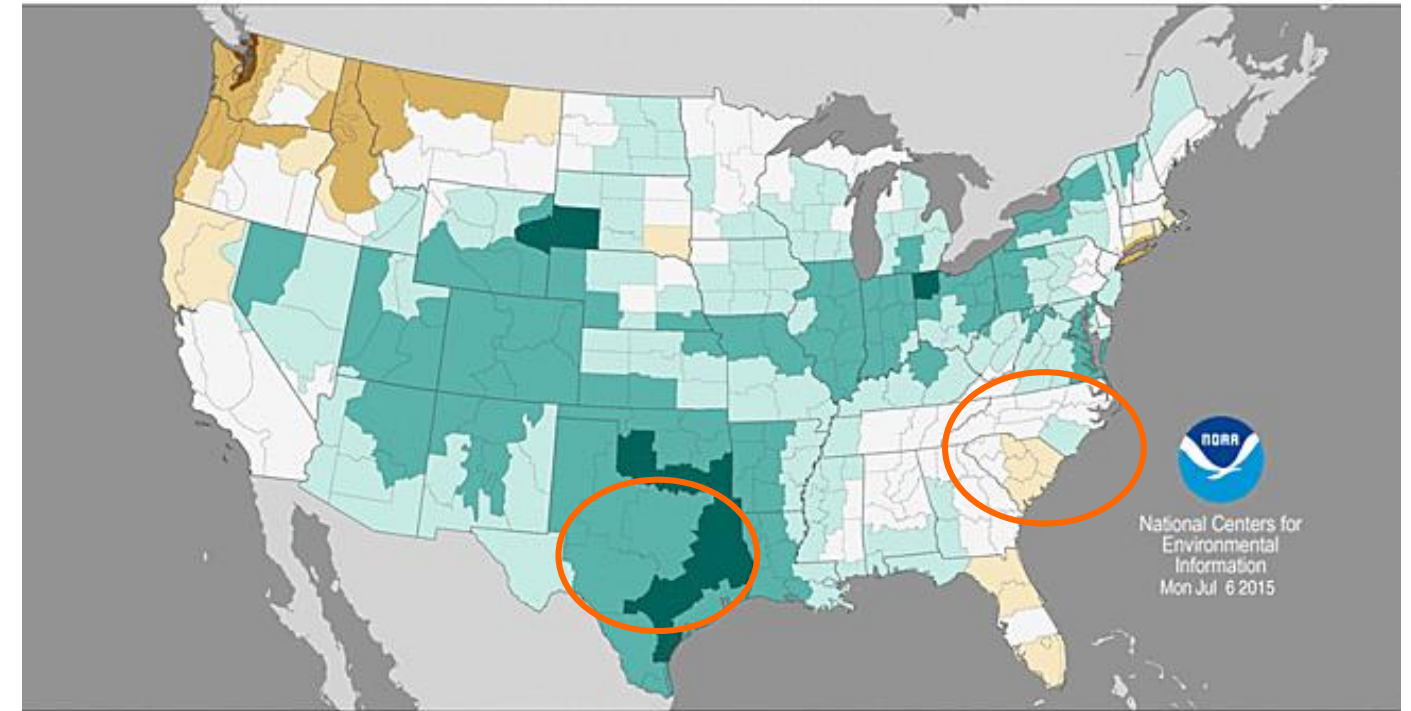 NOAA
National Centers for
Environmental
Information
Mon Jul 6 2015